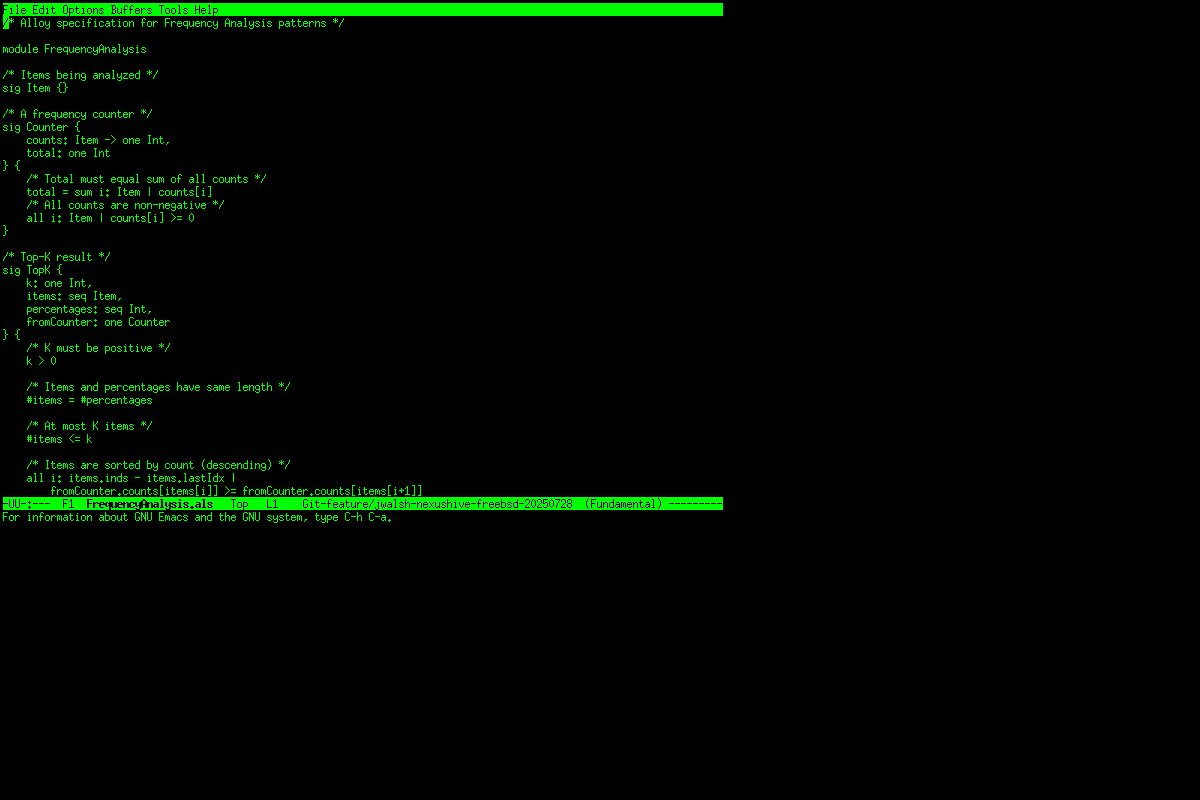 File Edit Options Buffers Tools Help
/* Alloy specification for Frequency Analysis patterns */
module FrequencyAnalysis
/* Items being analyzed */
sig Item {}
/* A frequency counter */
sig Counter {
    counts: Item -> one Int,
    total: one Int
} {
    /* Total must equal sum of all counts */
    total = sum i: Item | counts[i]
    /* All counts are non-negative */
    all i: Item | counts[i] >= 0
}
/* Top-K result */
sig TopK {
    k: one Int,
    items: seq Item,
    percentages: seq Int,
    fromCounter: one Counter
} {
    /* K must be positive */
    k > 0
    /* Items and percentages have same length */
    #items = #percentages
    /* At most K items */
    #items <= k
    /* Items are sorted by count (descending) */
    all i: items.inds - items.lastIdx |
        fromCounter.counts[items[i]] >= fromCounter.counts[items[i+1]]
-UU-:---  F1  FrequencyAnalysis.als   Top   L1    Git-feature/jwalsh-nexushive-freebsd-20250728  (Fundamental) ---------
For information about GNU Emacs and the GNU system, type C-h C-a.